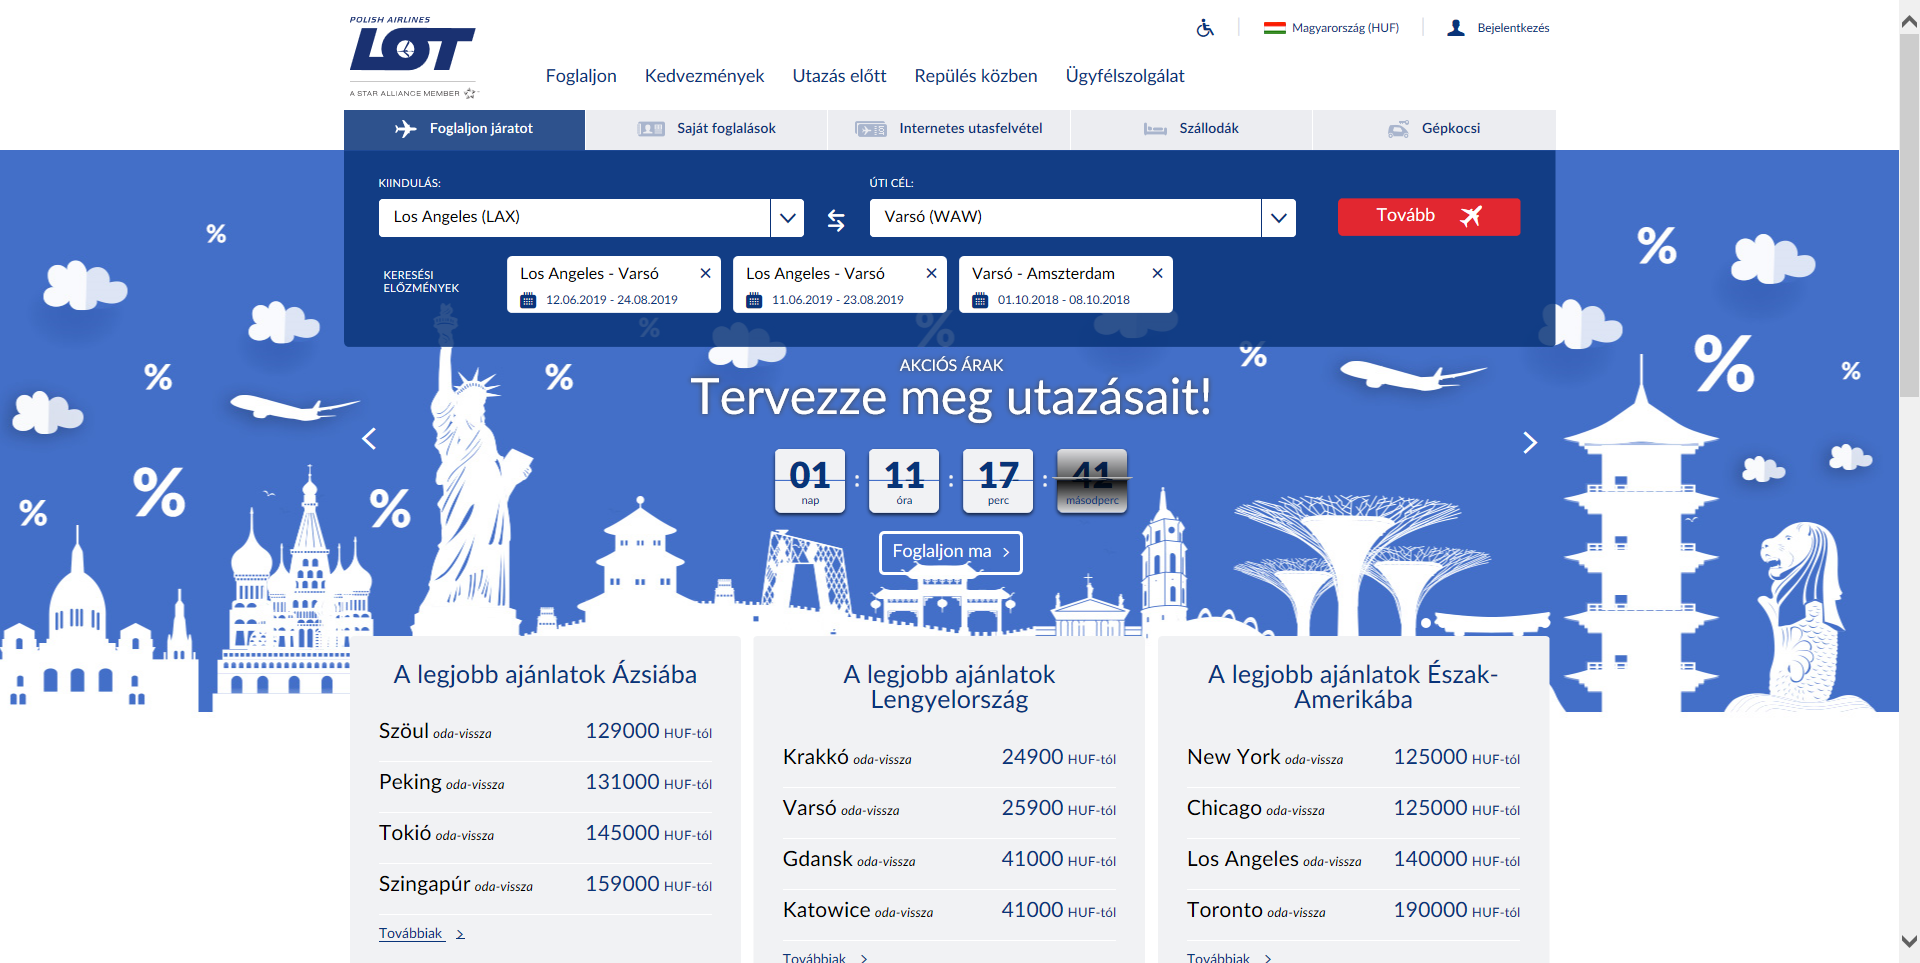 POLISH AIRLINES
LOT
A STAR ALLIANCE MEMBER
Magyarország (HUF)
Bejelentkezés
Foglaljon
Kedvezmények
Utazás előtt
Repülés közben
Ügyfélszolgálat
Foglaljon járatot
Saját foglalások
Internetes utasfelvétel
Szállodák
Gépkocsi
KIINDULÁS:
Los Angeles (LAX)
ÚTI CÉL:
Varsó (WAW)
Tovább
KERESÉSI
ELŐZMÉNYEK
Los Angeles - Varsó
12.06.2019 - 24.08.2019
Los Angeles - Varsó
11.06.2019 - 23.08.2019
Varsó - Amszterdam
01.10.2018 - 08.10.2018
AKCIÓS ÁRAK
Tervezze meg utazásait!
01 : 11 : 17 : 41
nap óra perc másodperc
Foglaljon ma
A legjobb ajánlatok Ázsiába
Szöul oda-vissza 129000 HUF-tól
Peking oda-vissza 131000 HUF-tól
Tokió oda-vissza 145000 HUF-tól
Szingapúr oda-vissza 159000 HUF-tól
Továbbiak
A legjobb ajánlatok
Lengyelország
Krakkó oda-vissza 24900 HUF-tól
Varsó oda-vissza 25900 HUF-tól
Gdansk oda-vissza 41000 HUF-tól
Katowice oda-vissza 41000 HUF-tól
Továbbiak
A legjobb ajánlatok Észak-
Amerikába
New York oda-vissza 125000 HUF-tól
Chicago oda-vissza 125000 HUF-tól
Los Angeles oda-vissza 140000 HUF-tól
Toronto oda-vissza 190000 HUF-tól
Továbbiak